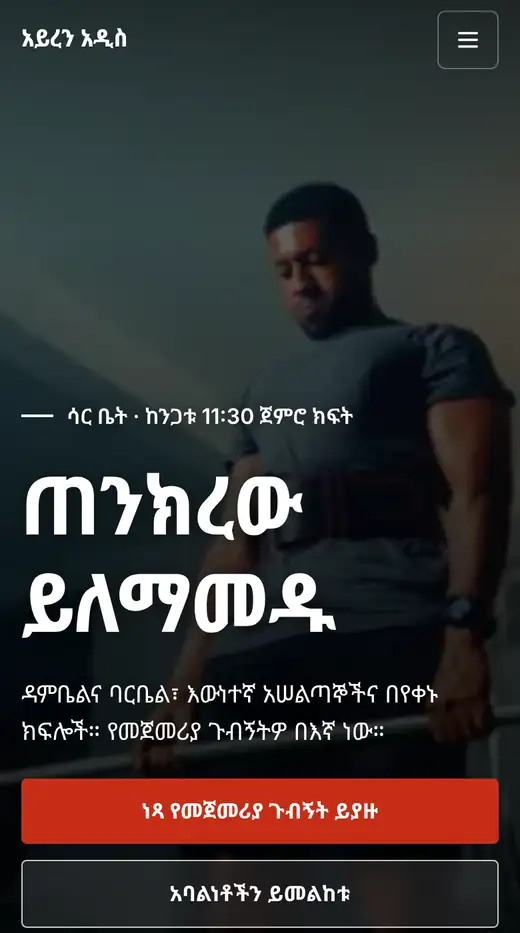 አይረን አዲስ
ሳር ቤት · ከንጋቱ 11:30 ጀምሮ ክፍት
ጠንክረው
ይለማመዱ
ዳምቤልና ባርቤል፣ እውነተኛ አሠልጣኞችና በየቀኑ
ክፍሎች። የመጀመሪያ ጉብኝትዎ በእኛ ነው።
ነጻ የመጀመሪያ ጉብኝት ይያዙ
አባልነቶችን ይመልከቱ